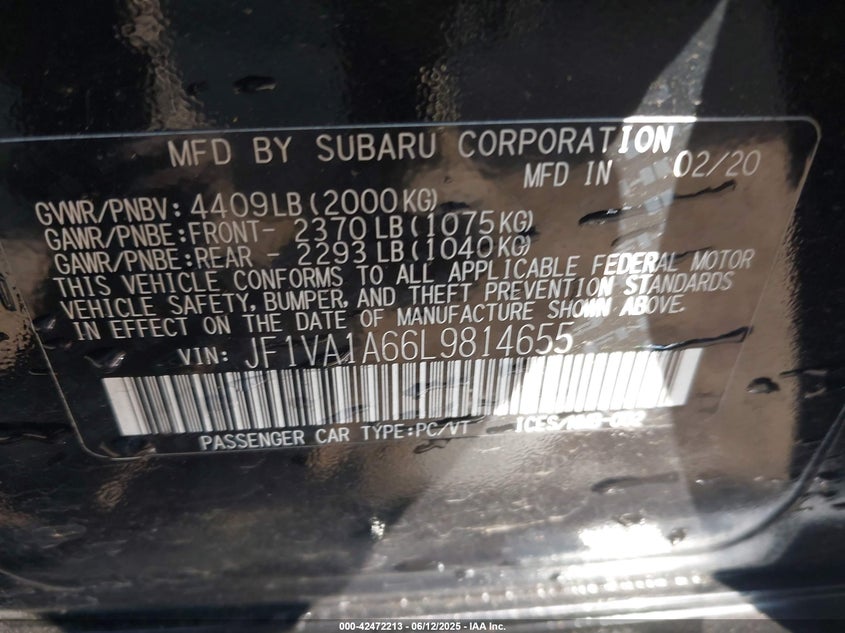 MFD BY SUBARU CORPORATION
MFD IN 02/20
GVWR/PNBV: 4409LB(2000KG)
GAWR/PNBE:FRONT- 2370 LB(1075KG)
GAWR/PNBE:REAR - 2293 LB(1040KG)
THIS VEHICLE CONFORMS TO ALL APPLICABLE FEDERAL MOTOR
VEHICLE SAFETY, BUMPER, AND THEFT PREVENTION STANDARDS
IN EFFECT ON THE DATE OF MANUFACTURE SHOWN ABOVE.
VIN: JF1VA1A66L9814655
PASSENGER CAR TYPE:PC/VT
000-42472213 - 06/12/2025 - IAA Inc.